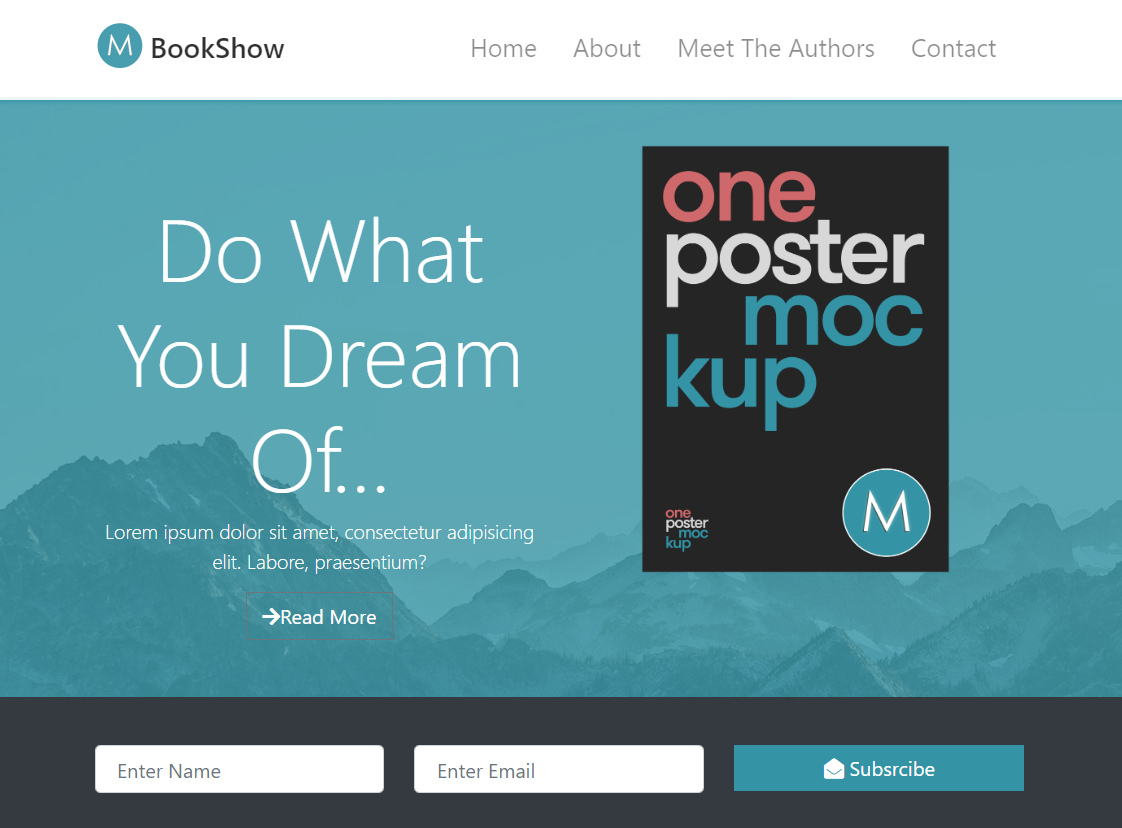 M BookShow
Home About Meet The Authors Contact
Do What
You Dream
Of...
Lorem ipsum dolor sit amet, consectetur adipisicing
elit. Labore, praesentium?
Read More
one
poster
moc
kup
one
poster
moc
kup
M
Enter Name
Enter Email
Subsrcibe